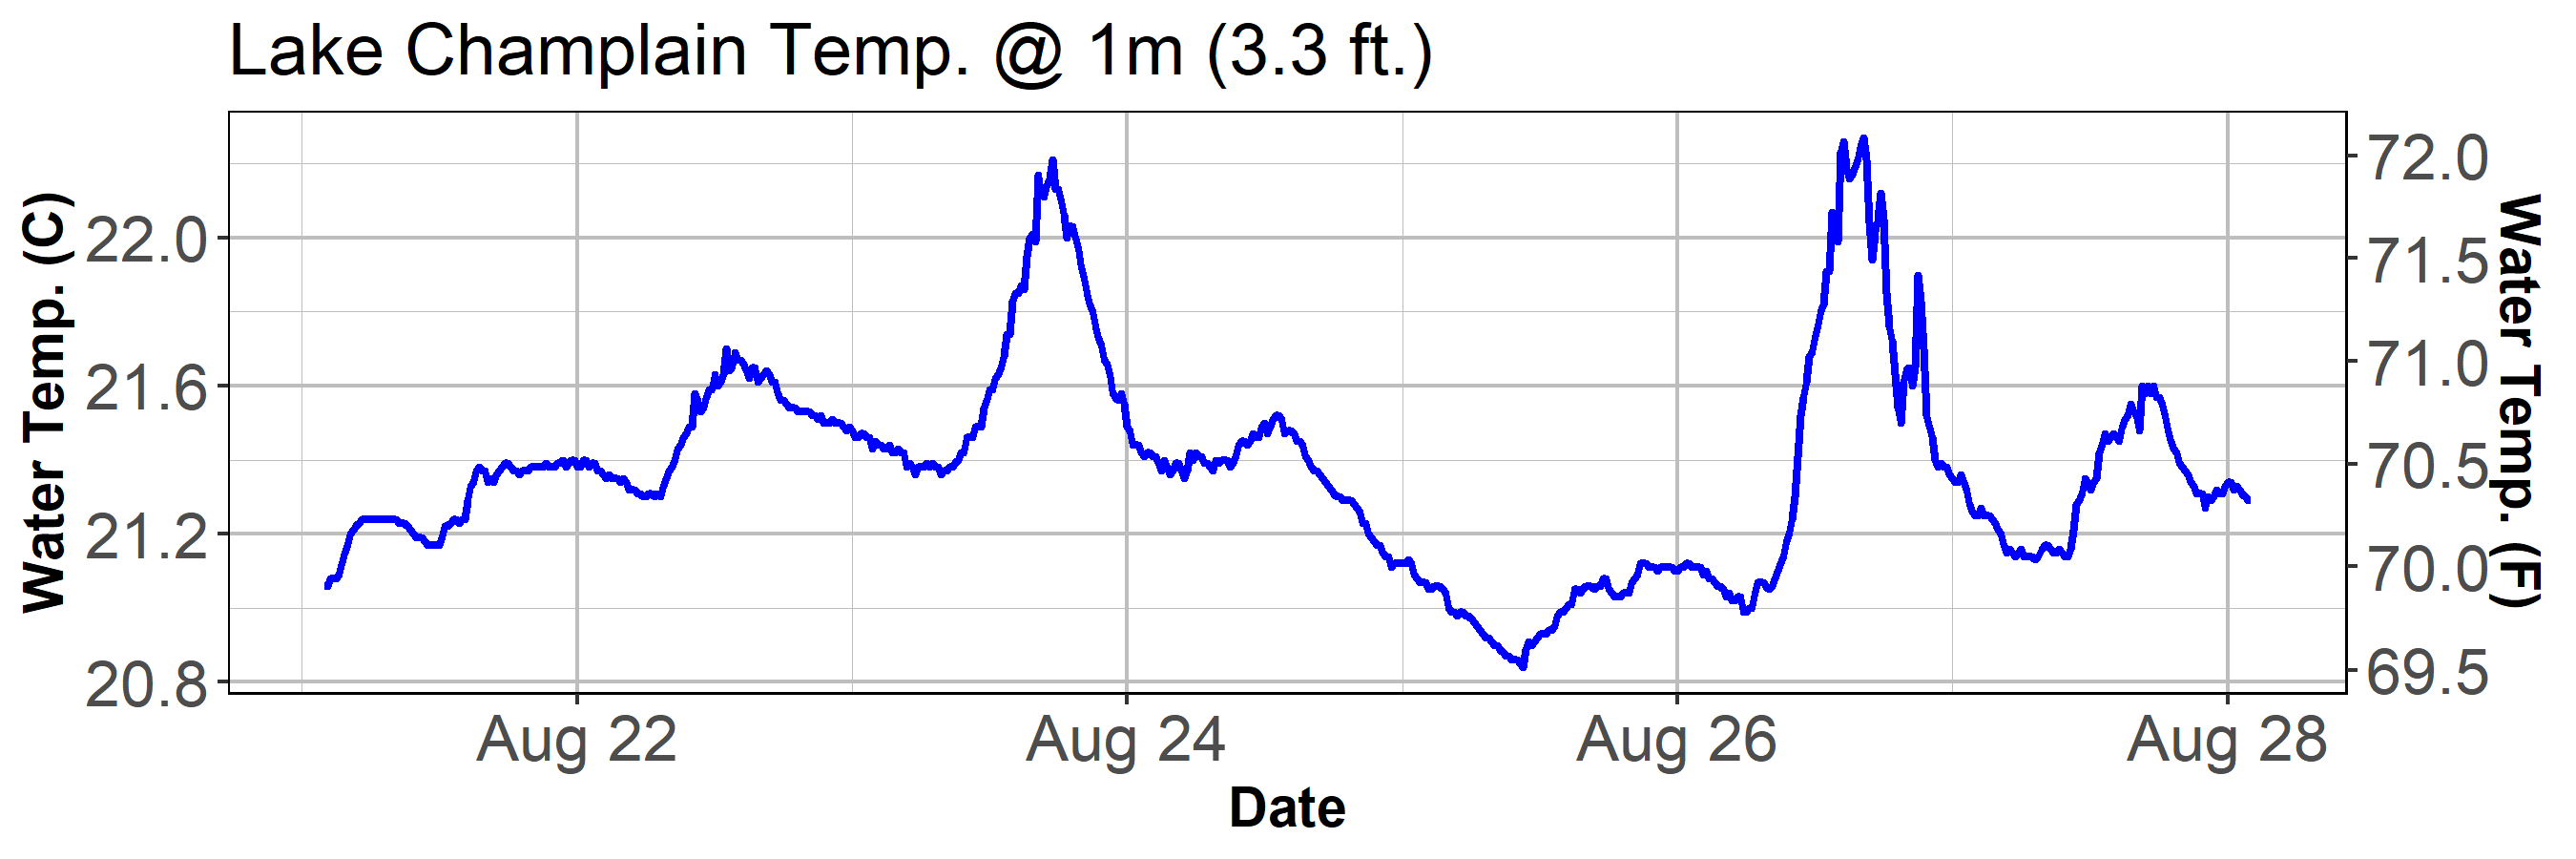 Lake Champlain Temp. @ 1m (3.3 ft.)
Water Temp. (C)
22.0
21.6
21.2
20.8
72.0
71.5
71.0
70.5
70.0
69.5
Water Temp. (F)
Aug 22
Aug 24
Aug 26
Aug 28
Date